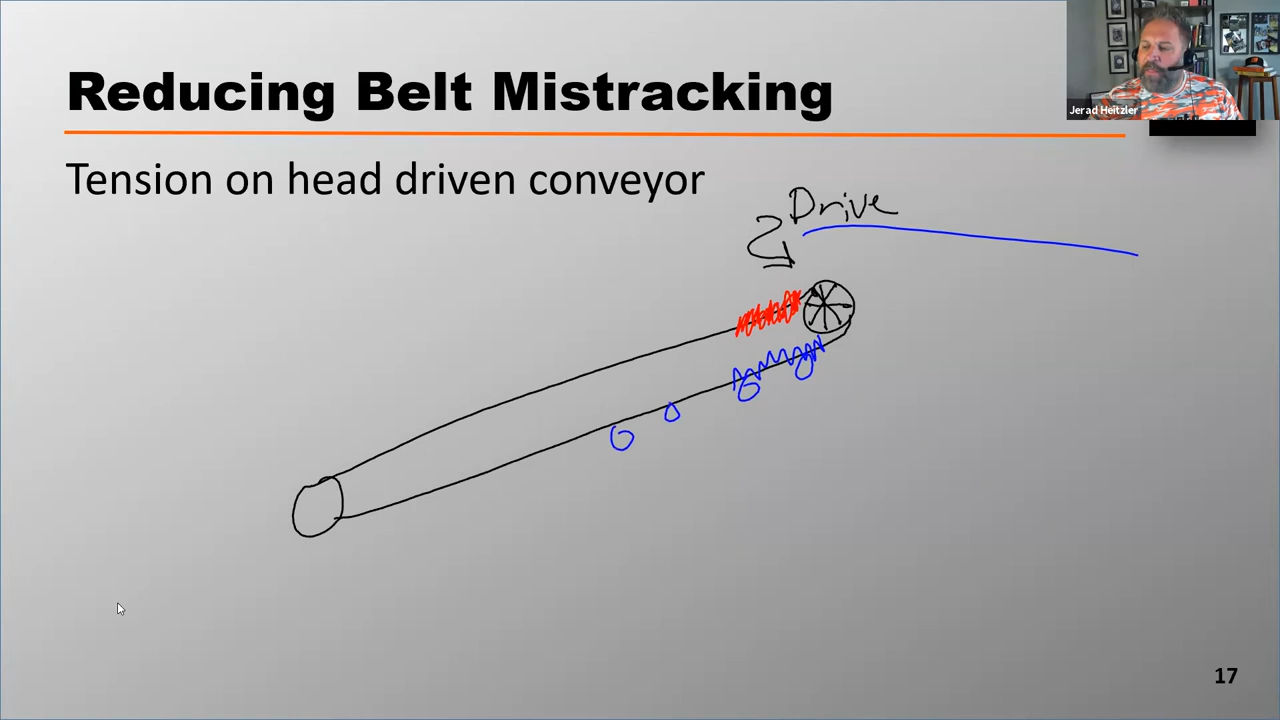 Reducing Belt Mistracking
Jerad Heitzler
Tension on head driven conveyor
Drive
17